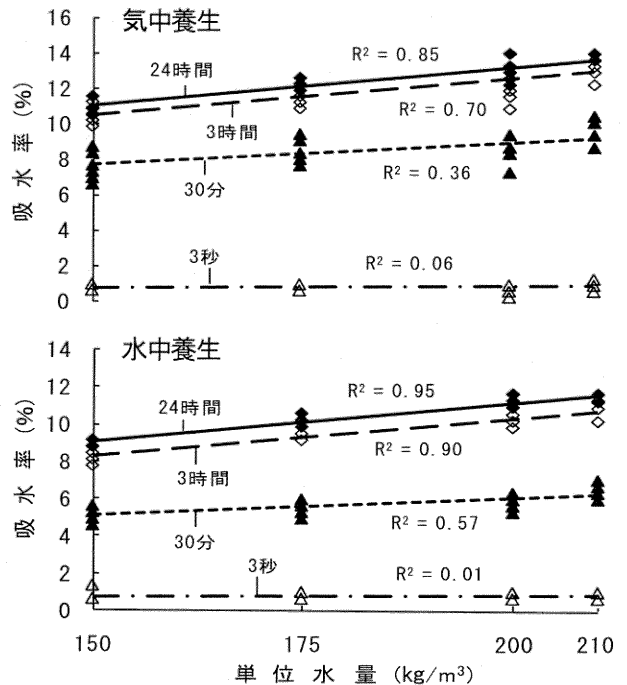 16
気中養生
14
R² = 0.85
24時間
12
10
3時間
R² = 0.70
8
吸水率 (%)
30分
R² = 0.36
6
4
3秒
R² = 0.06
2
0
14
水中養生
12
24時間
R² = 0.95
10
8
3時間
R² = 0.90
吸水率 (%)
6
30分
R² = 0.57
4
2
3秒
R² = 0.01
0
150
175
200
210
単位水量 (kg/m³)